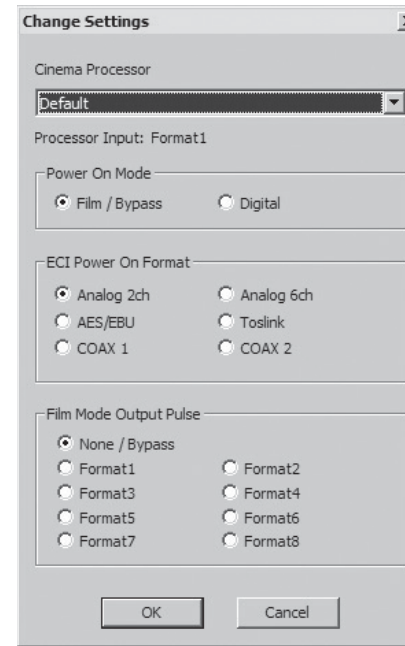 Change Settings
Cinema Processor
Default
Processor Input: Format1
Power On Mode
Film / Bypass Digital
ECI Power On Format
Analog 2ch Analog 6ch
AES/EBU Toslink
COAX 1 COAX 2
Film Mode Output Pulse
None / Bypass
Format1 Format2
Format3 Format4
Format5 Format6
Format7 Format8
OK Cancel